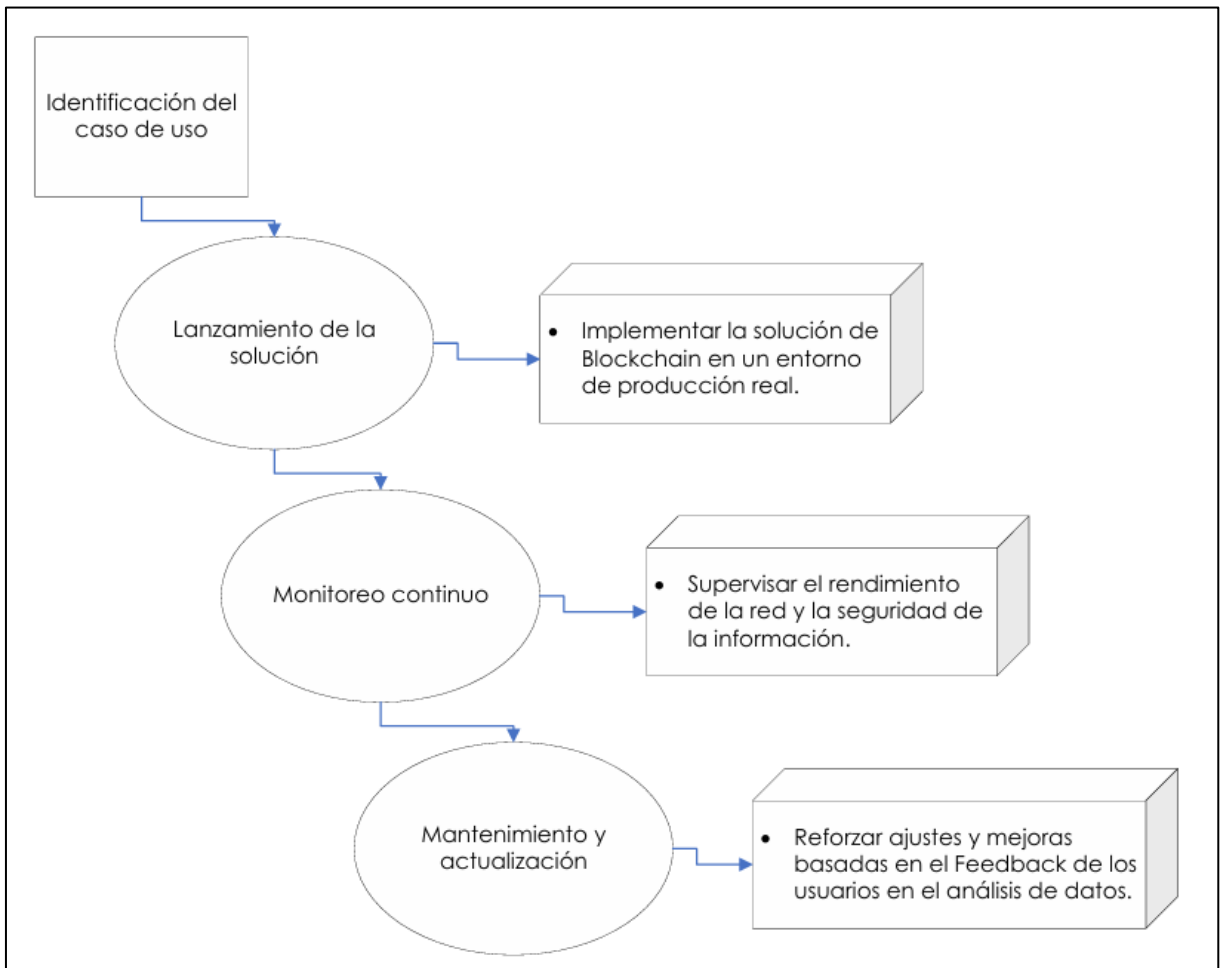 Identificación del
caso de uso
Lanzamiento de la
solución
• Implementar la solución de
Blockchain en un entorno
de producción real.
Monitoreo continuo
• Supervisar el rendimiento
de la red y la seguridad de
la información.
Mantenimiento y
actualización
• Reforzar ajustes y mejoras
basadas en el Feedback de los
usuarios en el análisis de datos.